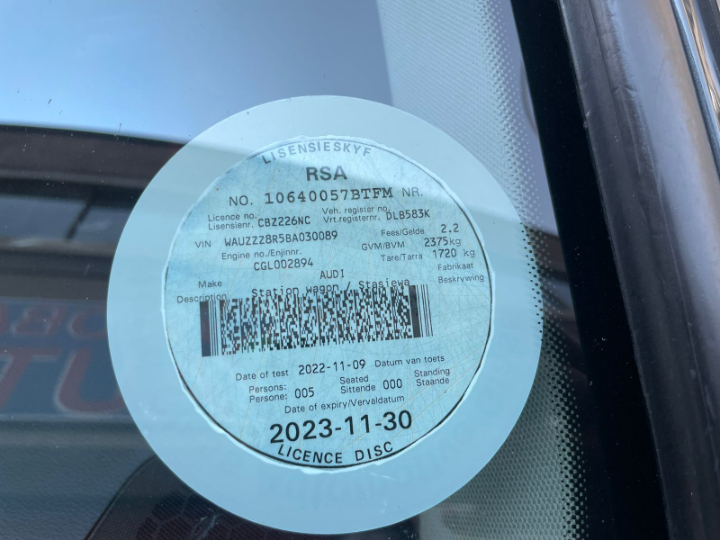 LISENSIESKYF
RSA
NO. 10640057BTFM NR.
Licence no. Veh. register no.
Lisensienr. CBZ226NC Vrt.registernr. DLB583K
VIN WAUZZZ8R5BA030089 Fees/Gelde 2.2
Engine no./Enjinnr. GVM/BVM 2375kg
CGL002894 Tare/Tarra 1720 kg
Make AUDI Fabrikaat
Description Station wagon / Stasiewa Beskrywing
Date of test 2022-11-09 Datum van toets
Persons: Seated Standing
Persone: 005 Sittende 000 Staande
Date of expiry/Vervaldatum
2023-11-30
LICENCE DISC